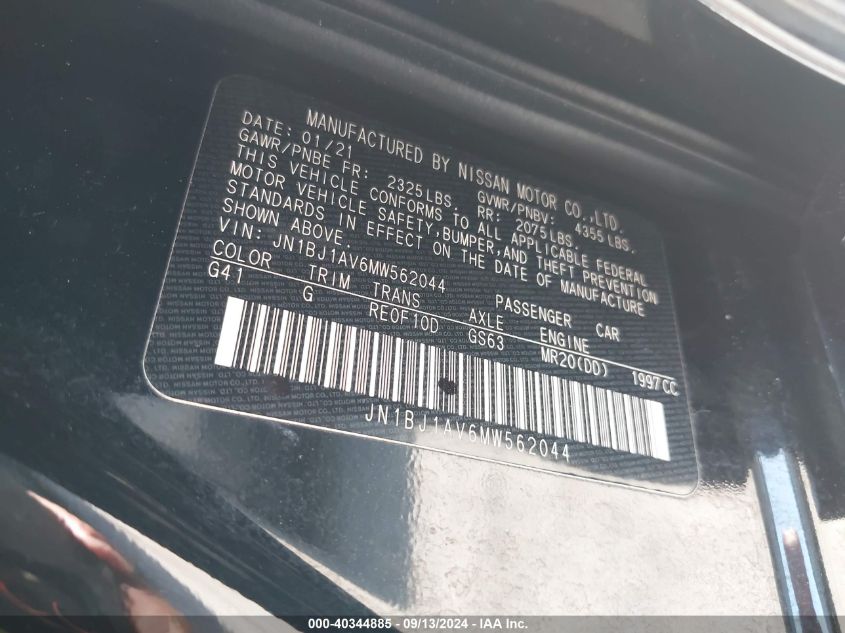 MANUFACTURED BY NISSAN MOTOR CO.,LTD.
DATE: 01/21 GVWR/PNBV: 4355 LBS.
GAWR/PNBE FR: 2325LBS. RR: 2075LBS.
THIS VEHICLE CONFORMS TO ALL APPLICABLE FEDERAL
MOTOR VEHICLE SAFETY,BUMPER,AND THEFT PREVENTION
STANDARDS IN EFFECT ON THE DATE OF MANUFACTURE
SHOWN ABOVE.
VIN: JN1BJ1AV6MW562044 PASSENGER CAR
COLOR TRIM TRANS AXLE ENGINE
G41 G RE0F10D GS63 MR20(DD) 1997CC
JN1BJ1AV6MW562044
000-40344885 - 09/13/2024 - IAA Inc.